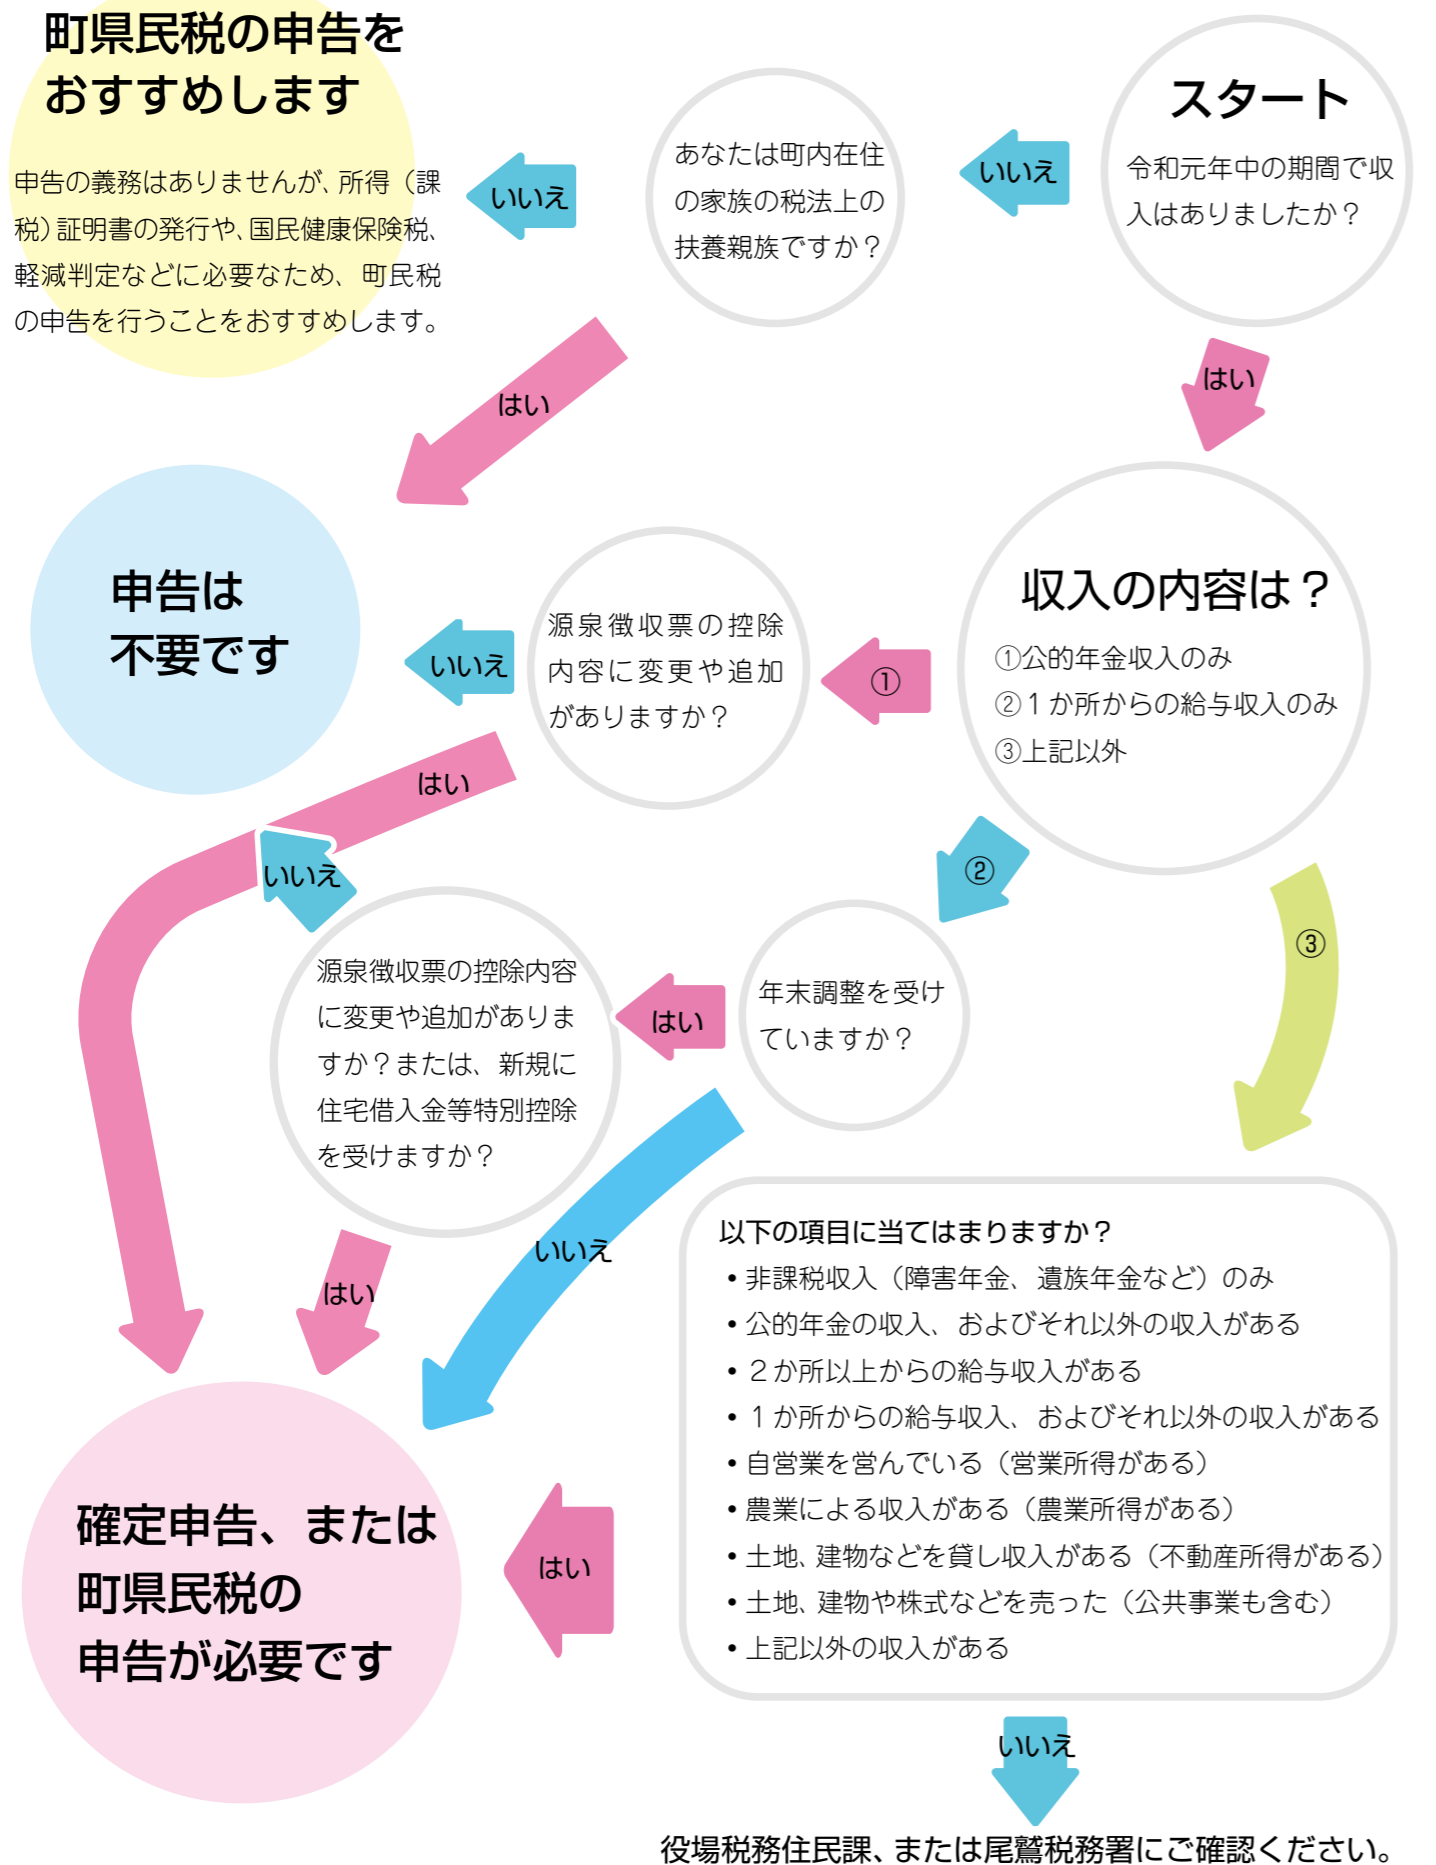 スタート
令和元年中の期間で収
入はありましたか？
いいえ
はい
あなたは町内在住
の家族の税法上の
扶養親族ですか？
いいえ
はい
町県民税の申告を
おすすめします
申告の義務はありませんが、所得（課
税）証明書の発行や、国民健康保険税、
軽減判定などに必要なため、町民税
の申告を行うことをおすすめします。
収入の内容は？
①公的年金収入のみ
②１か所からの給与収入のみ
③上記以外
①
②
③
源泉徴収票の控除
内容に変更や追加
がありますか？
いいえ
はい
申告は
不要です
年末調整を受け
ていますか？
はい
いいえ
源泉徴収票の控除内容
に変更や追加がありま
すか？または、新規に
住宅借入金等特別控除
を受けますか？
いいえ
はい
以下の項目に当てはまりますか？
•非課税収入（障害年金、遺族年金など）のみ
•公的年金の収入、およびそれ以外の収入がある
•２か所以上からの給与収入がある
•１か所からの給与収入、およびそれ以外の収入がある
•自営業を営んでいる（営業所得がある）
•農業による収入がある（農業所得がある）
•土地、建物などを貸し収入がある（不動産所得がある）
•土地、建物や株式などを売った（公共事業も含む）
•上記以外の収入がある
はい
いいえ
確定申告、または
町県民税の
申告が必要です
役場税務住民課、または尾鷲税務署にご確認ください。